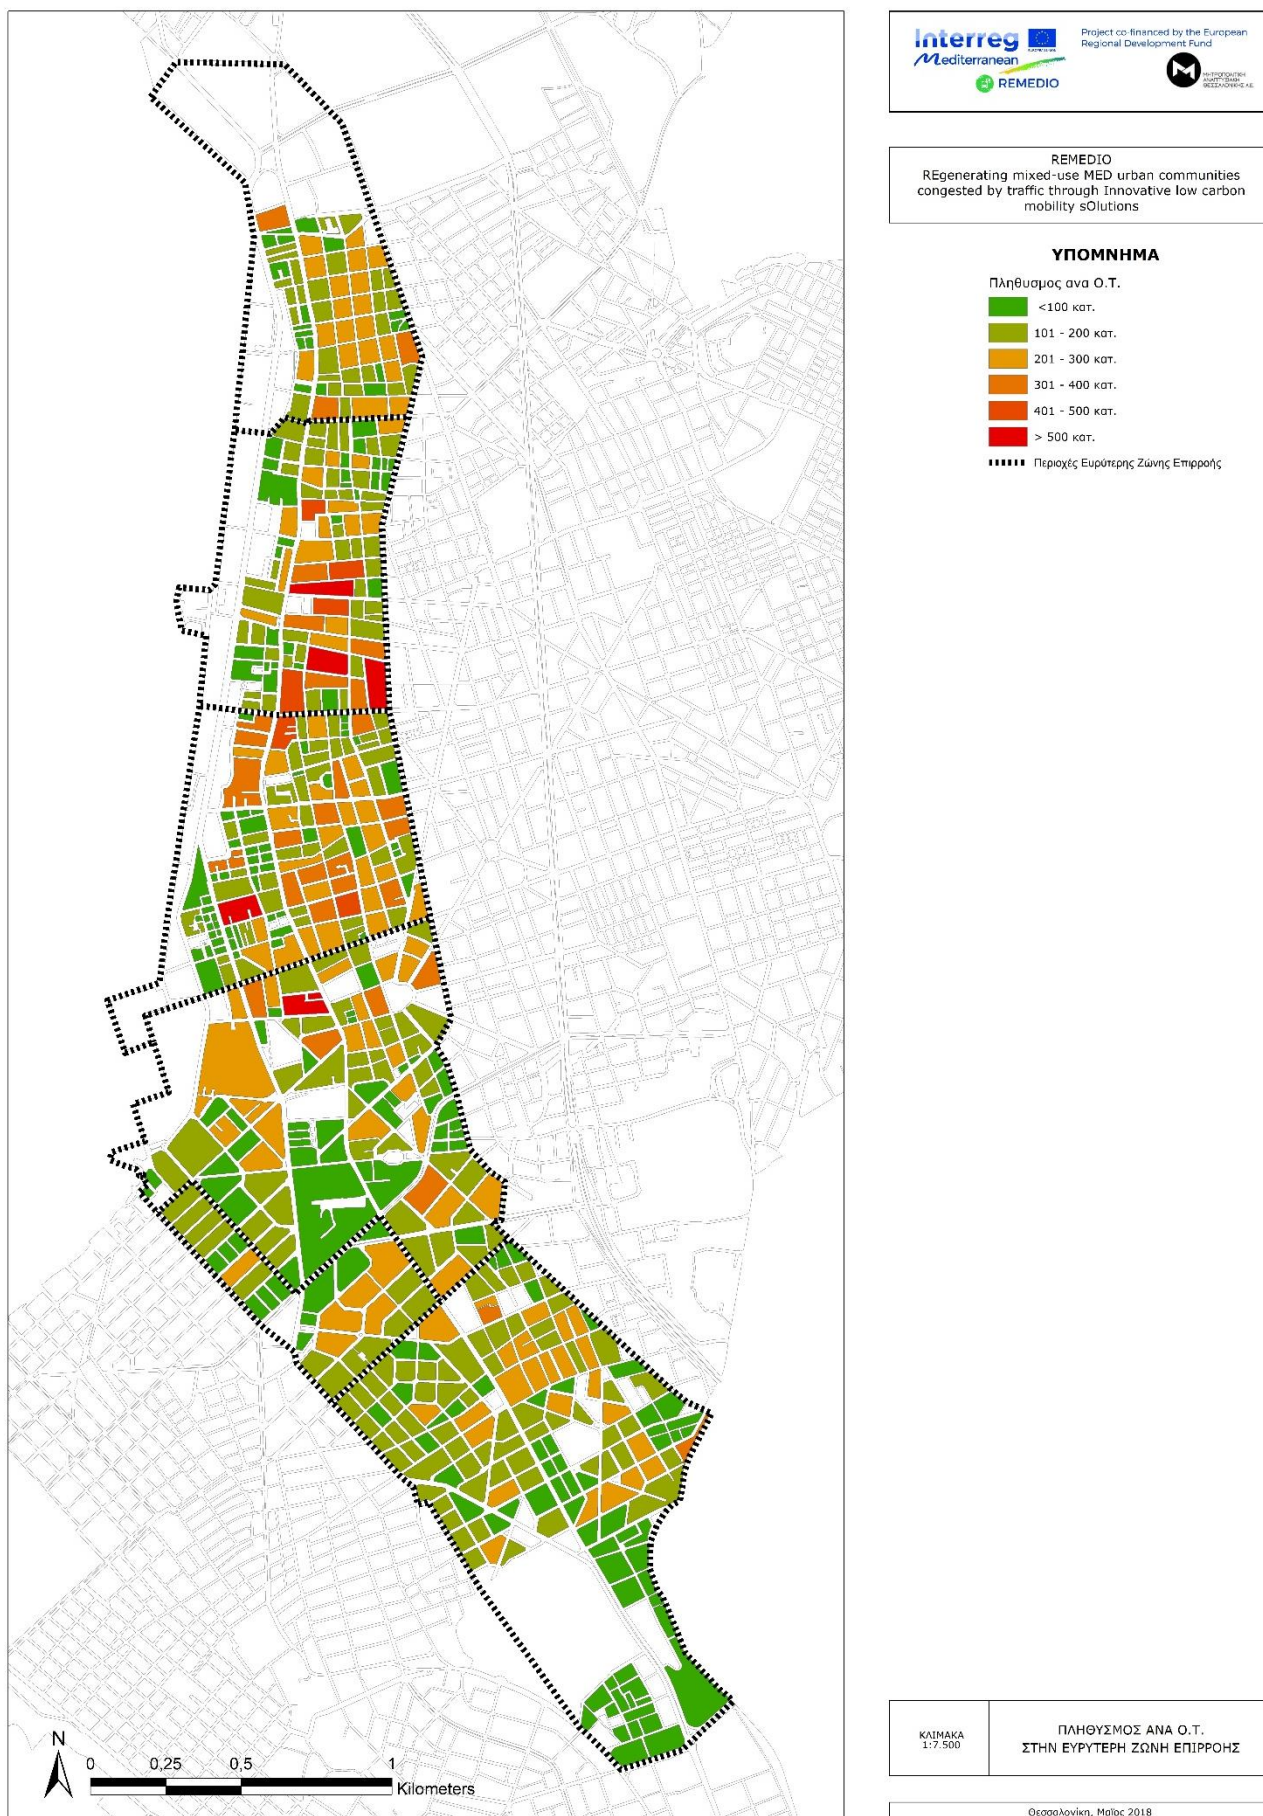 Interreg
Mediterranean
REMEDIO
Project co-financed by the European
Regional Development Fund
ΜΗΤΡΟΠΟΛΙΤΙΚΗ
ΑΝΑΠΤΥΞΙΑΚΗ
ΘΕΣΣΑΛΟΝΙΚΗΣ Α.Ε.
REMEDIO
REgenerating mixed-use MED urban communities
congested by traffic through Innovative low carbon
mobility sOlutions
ΥΠΟΜΝΗΜΑ
Πληθυσμος ανα Ο.Τ.
<100 κατ.
101 - 200 κατ.
201 - 300 κατ.
301 - 400 κατ.
401 - 500 κατ.
> 500 κατ.
Περιοχές Ευρύτερης Ζώνης Επιρροής
N
0 0,25 0,5 1
Kilometers
ΚΛΙΜΑΚΑ
1:7.500
ΠΛΗΘΥΣΜΟΣ ΑΝΑ Ο.Τ.
ΣΤΗΝ ΕΥΡΥΤΕΡΗ ΖΩΝΗ ΕΠΙΡΡΟΗΣ
Θεσσαλονίκη, Μαΐος 2018